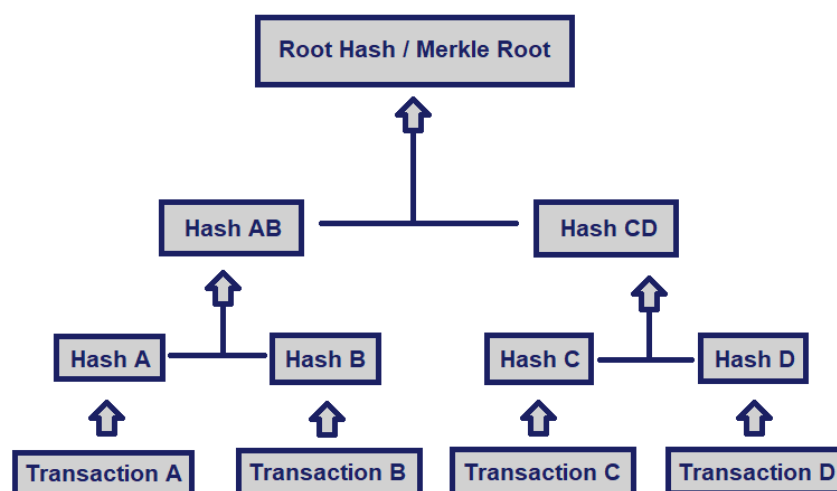 Root Hash / Merkle Root
Hash AB
Hash CD
Hash A
Hash B
Hash C
Hash D
Transaction A
Transaction B
Transaction C
Transaction D